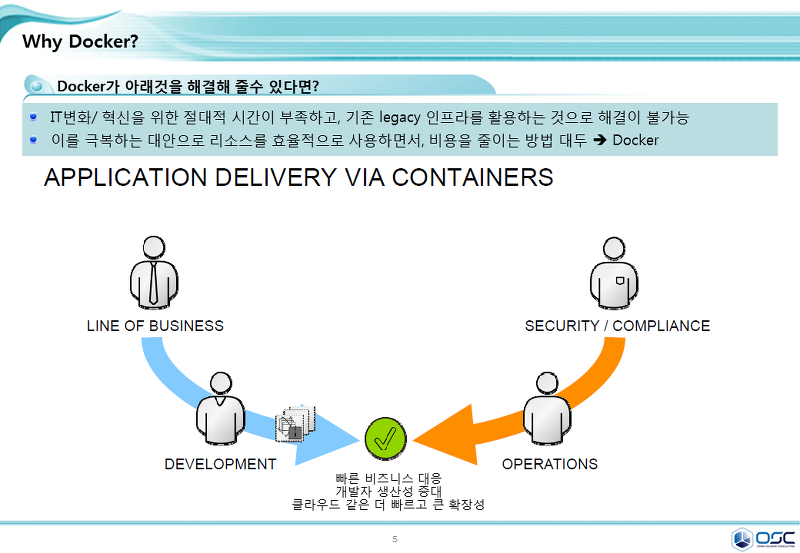 Why Docker?
Docker가 아래것을 해결해 줄수 있다면?
IT변화/ 혁신을 위한 절대적 시간이 부족하고, 기존 legacy 인프라를 활용하는 것으로 해결이 불가능
이를 극복하는 대안으로 리소스를 효율적으로 사용하면서, 비용을 줄이는 방법 대두 ➔ Docker
APPLICATION DELIVERY VIA CONTAINERS
LINE OF BUSINESS
SECURITY / COMPLIANCE
DEVELOPMENT
OPERATIONS
빠른 비즈니스 대응
개발자 생산성 증대
클라우드 같은 더 빠르고 큰 확장성
5
OSC
OPEN SOURCE CONSULTING